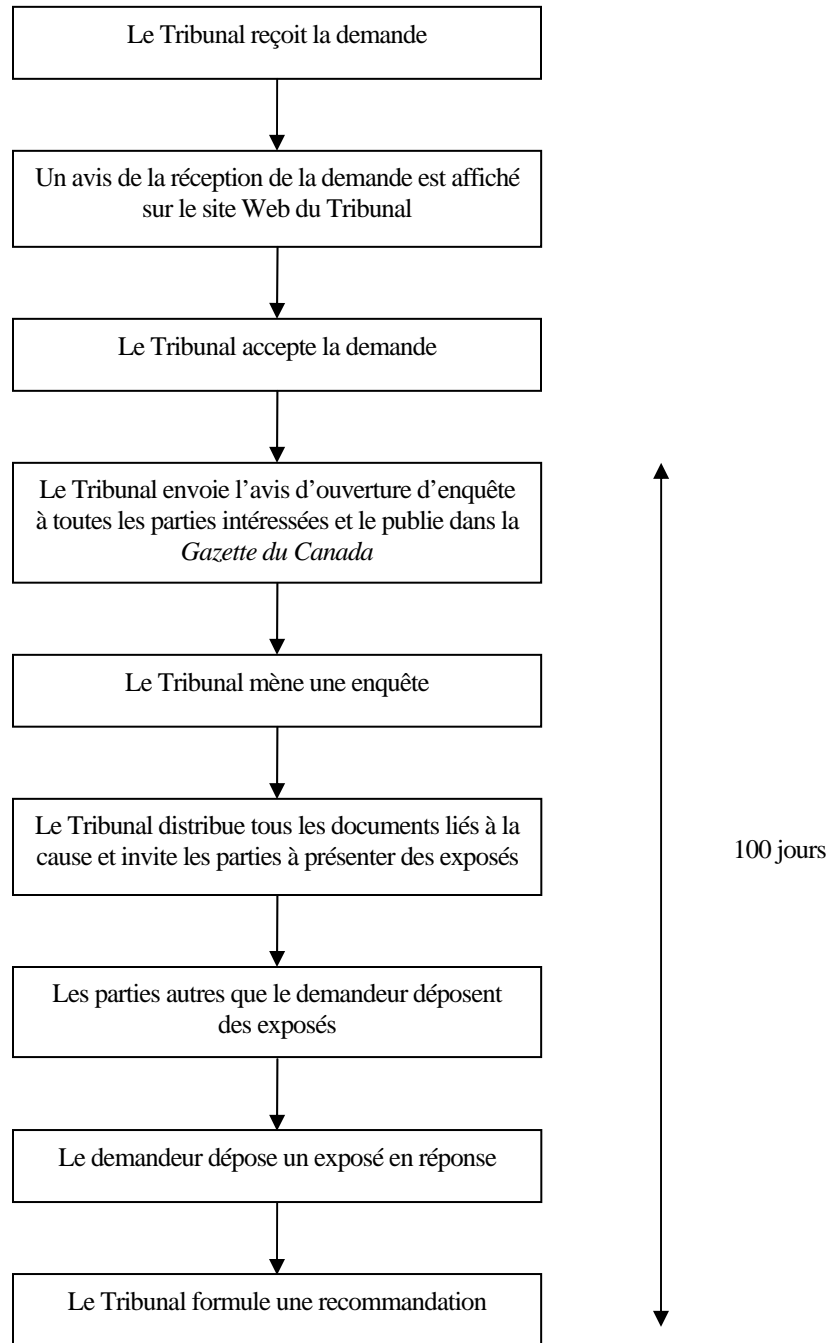 Le Tribunal reçoit la demande
Un avis de la réception de la demande est affiché
sur le site Web du Tribunal
Le Tribunal accepte la demande
Le Tribunal envoie l’avis d’ouverture d’enquête
à toutes les parties intéressées et le publie dans la
Gazette du Canada
Le Tribunal mène une enquête
Le Tribunal distribue tous les documents liés à la
cause et invite les parties à présenter des exposés
100 jours
Les parties autres que le demandeur déposent
des exposés
Le demandeur dépose un exposé en réponse
Le Tribunal formule une recommandation